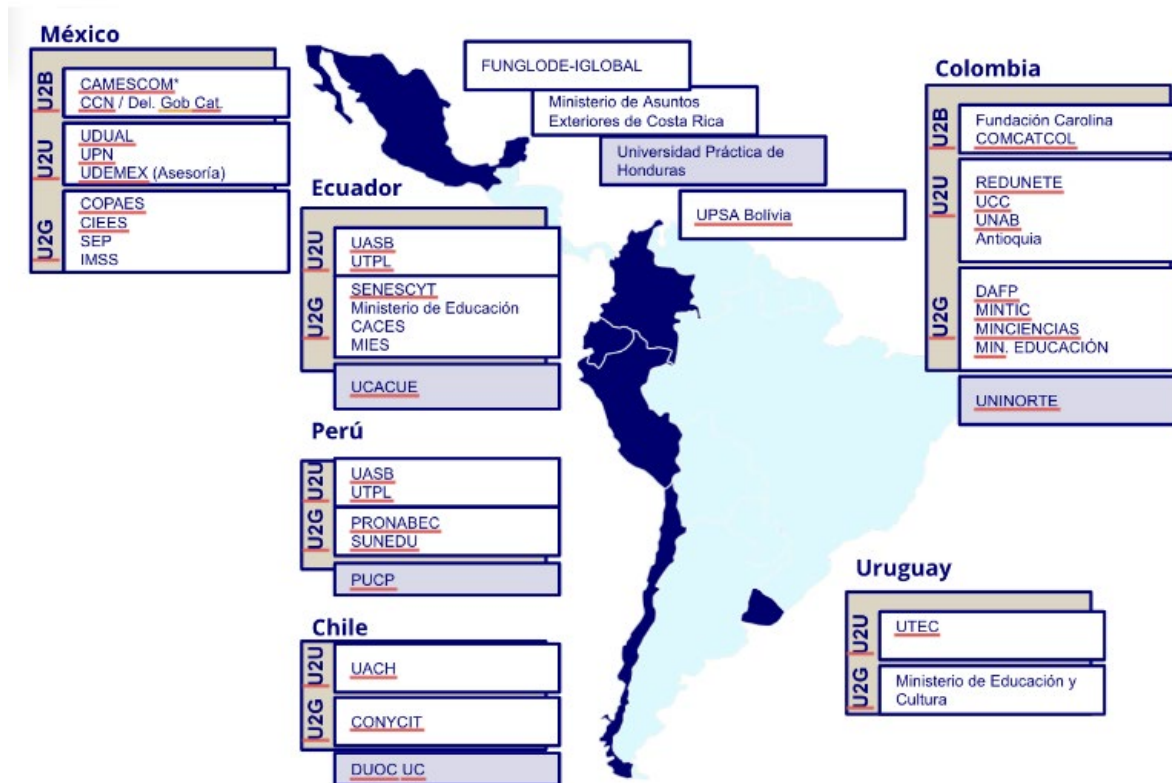 México
U2B
CAMESCOM*
CCN / Del. Gob Cat.
U2U
UDUAL
UPN
UDEMEX (Asesoría)
U2G
COPAES
CIEES
SEP
IMSS
FUNGLODE-IGLOBAL
Ministerio de Asuntos
Exteriores de Costa Rica
Universidad Práctica de
Honduras
UPSA Bolívia
Colombia
U2B
Fundación Carolina
COMCATCOL
U2U
REDUNETE
UCC
UNAB
Antioquia
U2G
DAFP
MINTIC
MINCIENCIAS
MIN. EDUCACIÓN
UNINORTE
Ecuador
U2U
UASB
UTPL
U2G
SENESCYT
Ministerio de Educación
CACES
MIES
UCACUE
Perú
U2U
UASB
UTPL
U2G
PRONABEC
SUNEDU
PUCP
Chile
U2U
UACH
U2G
CONYCIT
DUOC UC
Uruguay
U2U
UTEC
U2G
Ministerio de Educación y
Cultura